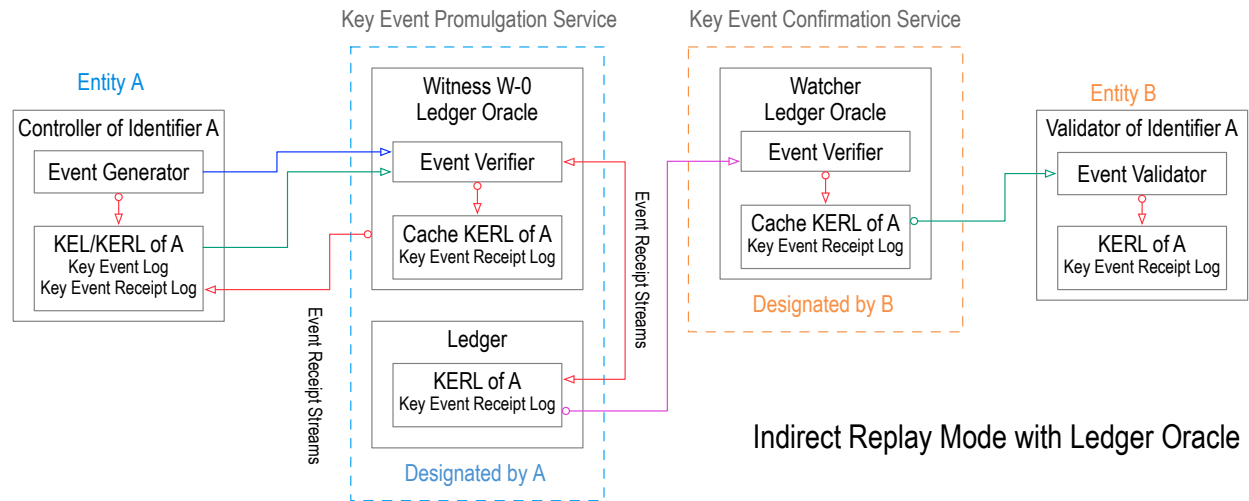 Key Event Promulgation Service
Key Event Confirmation Service
Entity A
Controller of Identifier A
Event Generator
KEL/KERL of A
Key Event Log
Key Event Receipt Log
Witness W-0
Ledger Oracle
Event Verifier
Cache KERL of A
Key Event Receipt Log
Event Receipt Streams
Ledger
KERL of A
Key Event Receipt Log
Designated by A
Event Receipt Streams
Watcher
Ledger Oracle
Event Verifier
Cache KERL of A
Key Event Receipt Log
Designated by B
Entity B
Validator of Identifier A
Event Validator
KERL of A
Key Event Receipt Log
Indirect Replay Mode with Ledger Oracle